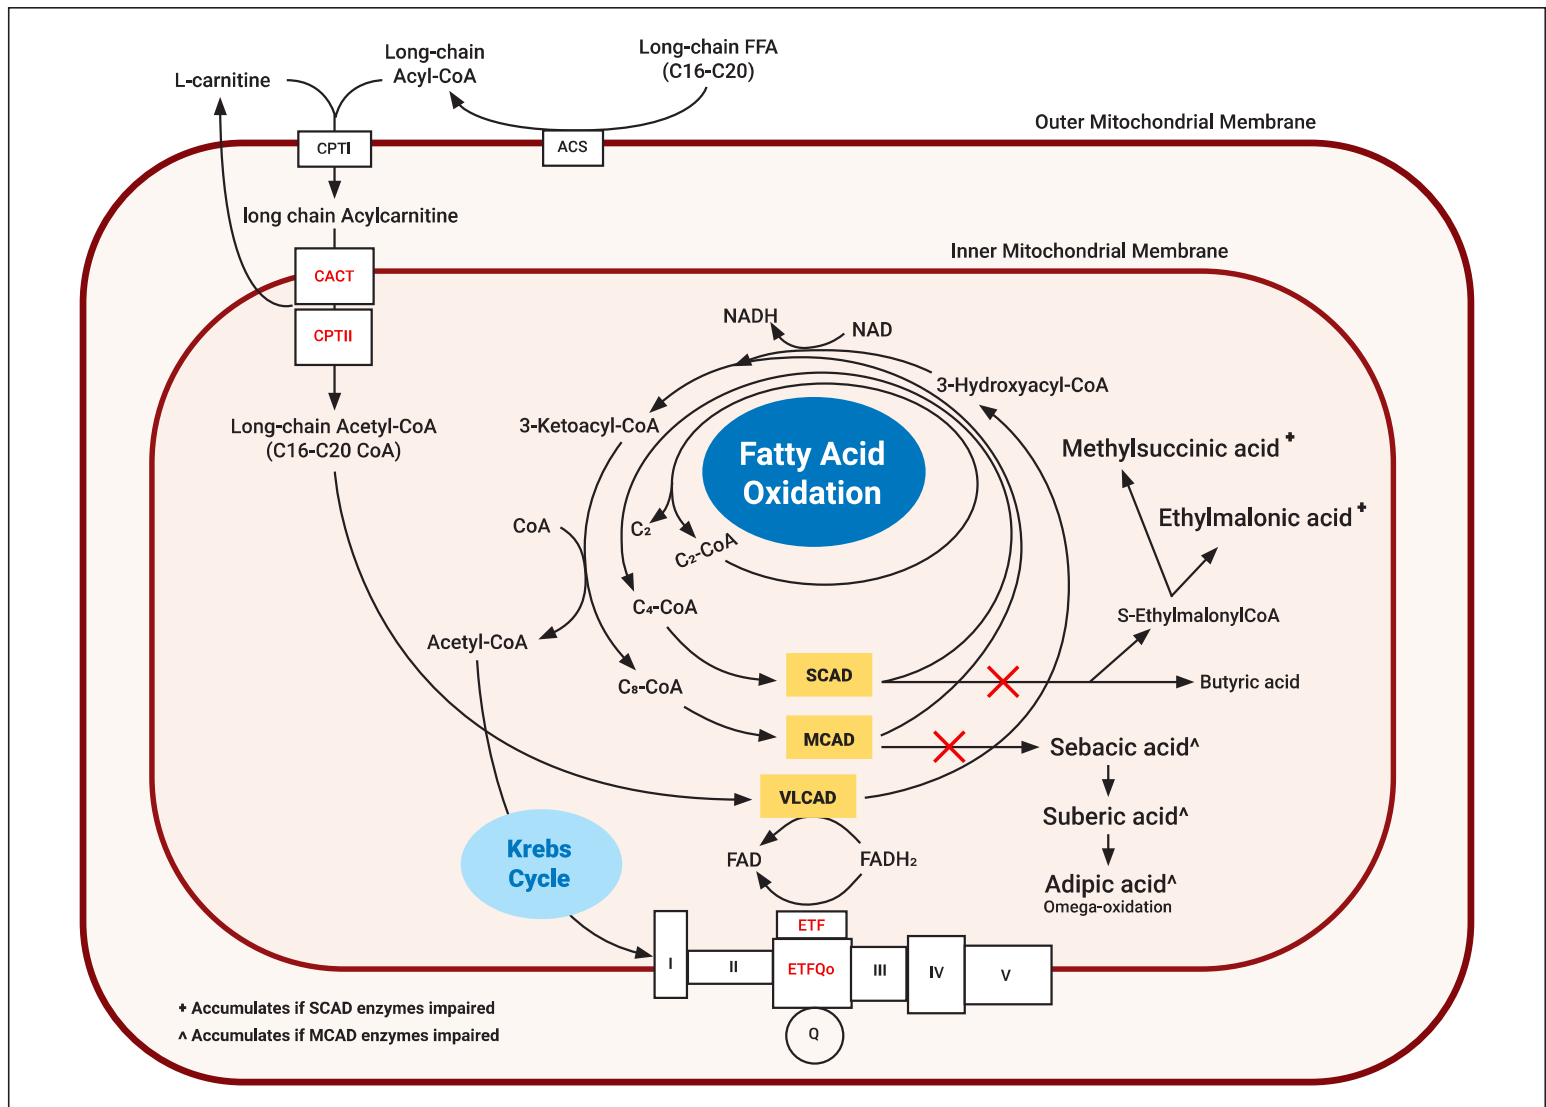 Long-chain
Acyl-CoA
Long-chain FFA
(C16-C20)
L-carnitine
Outer Mitochondrial Membrane
CPTI
ACS
long chain Acylcarnitine
Inner Mitochondrial Membrane
CACT
CPTII
NADH
NAD
3-Hydroxyacyl-CoA
3-Ketoacyl-CoA
Long-chain Acetyl-CoA
(C16-C20 CoA)
Fatty Acid
Oxidation
Methylsuccinic acid +
Ethylmalonic acid +
CoA
C₂
C₂-CoA
C₄-CoA
S-EthylmalonylCoA
Acetyl-CoA
C₈-CoA
SCAD
Butyric acid
MCAD
Sebacic acid^
VLCAD
Suberic acid^
Krebs
Cycle
FAD
FADH₂
Adipic acid^
Omega-oxidation
ETF
I
II
ETFQo
III
IV
V
Q
+ Accumulates if SCAD enzymes impaired
^ Accumulates if MCAD enzymes impaired